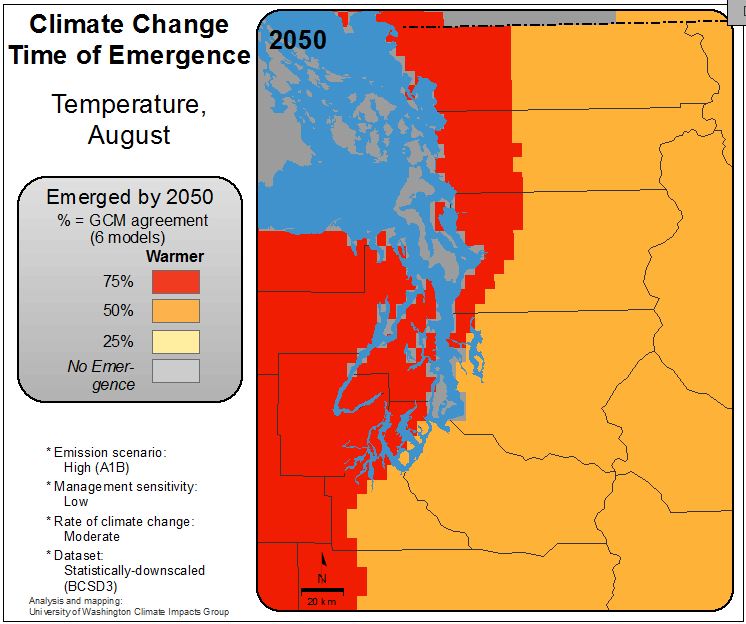 Climate Change
Time of Emergence
Temperature,
August
Emerged by 2050
% = GCM agreement
(6 models)
Warmer
75%
50%
25%
No Emer-
gence
* Emission scenario:
High (A1B)
* Management sensitivity:
Low
* Rate of climate change:
Moderate
* Dataset:
Statistically-downscaled
(BCSD3)
Analysis and mapping:
University of Washington Climate Impacts Group
2050
N
20 km